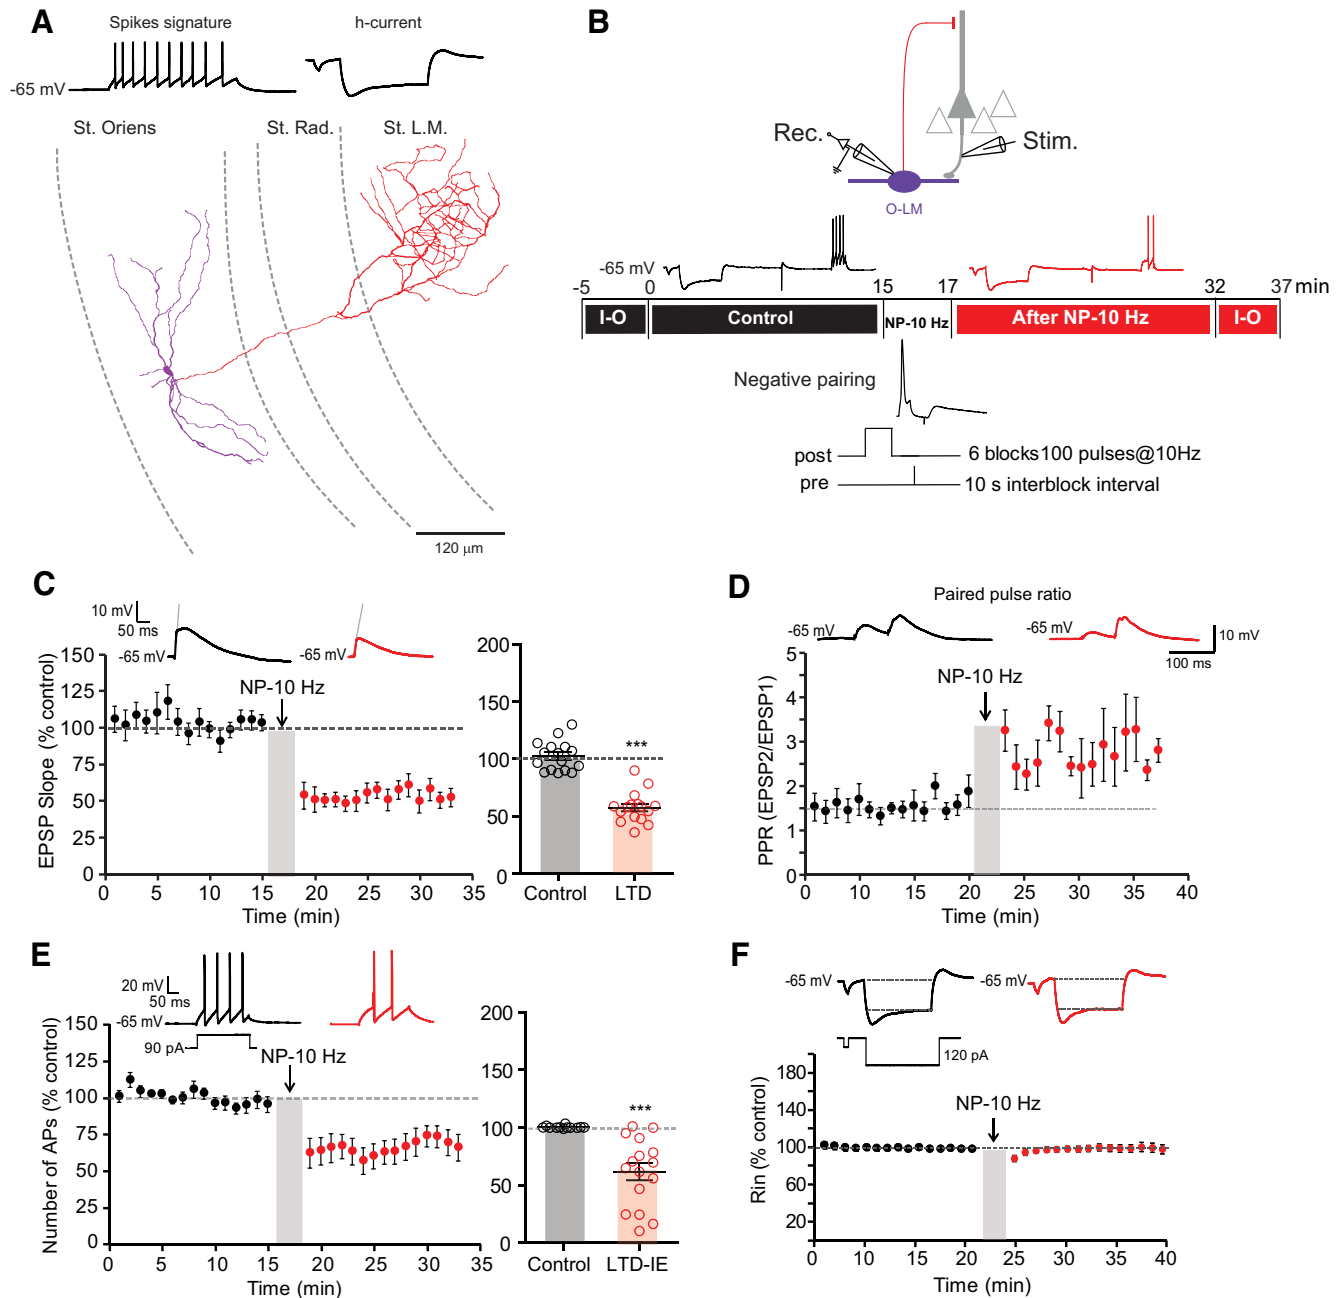 A
Spikes signature
h-current
-65 mV
St. Oriens
St. Rad.
St. L.M.
120 µm
B
Rec.
Stim.
O-LM
-65 mV
-5 0 15 17 32 37 min
I-O
Control
NP-10 Hz
After NP-10 Hz
I-O
Negative pairing
post
6 blocks100 pulses@10Hz
pre
10 s interblock interval
C
10 mV
50 ms
-65 mV
-65 mV
NP-10 Hz
EPSP Slope (% control)
150
125
100
75
50
25
0
0 5 10 15 20 25 30 35
Time (min)
200
150
100
50
0
***
Control
LTD
D
Paired pulse ratio
-65 mV
-65 mV
10 mV
100 ms
NP-10 Hz
PPR (EPSP2/EPSP1)
5
4
3
2
1
0
0 10 20 30 40
Time (min)
E
20 mV
50 ms
-65 mV
90 pA
NP-10 Hz
Number of APs (% control)
150
125
100
75
50
25
0
0 5 10 15 20 25 30 35
Time (min)
200
150
100
50
0
***
Control
LTD-IE
F
-65 mV
-65 mV
120 pA
NP-10 Hz
Rin (% control)
180
140
100
60
20
0 5 10 15 20 25 30 35 40
Time (min)